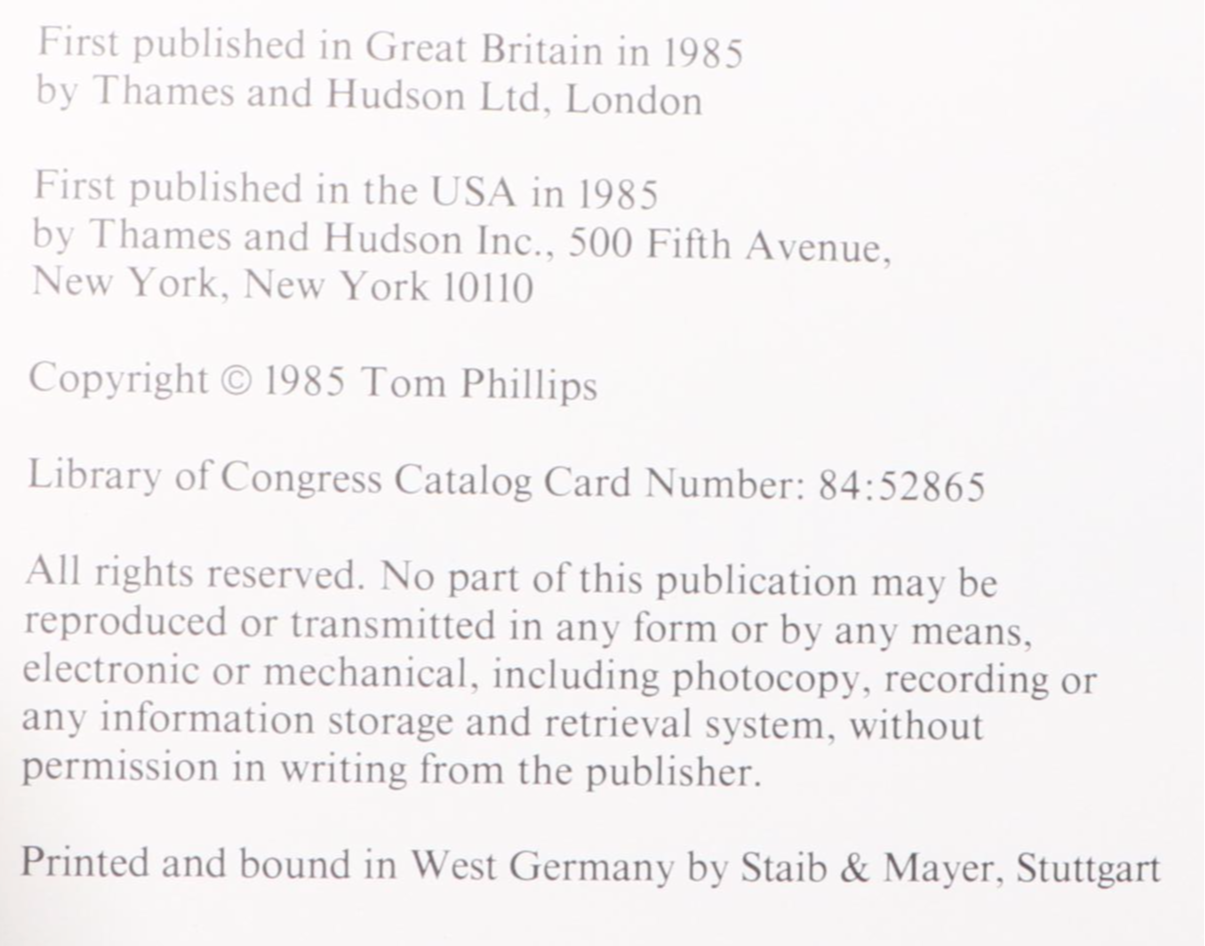 First published in Great Britain in 1985
by Thames and Hudson Ltd, London
First published in the USA in 1985
by Thames and Hudson Inc., 500 Fifth Avenue,
New York, New York 10110
Copyright © 1985 Tom Phillips
Library of Congress Catalog Card Number: 84:52865
All rights reserved. No part of this publication may be
reproduced or transmitted in any form or by any means,
electronic or mechanical, including photocopy, recording or
any information storage and retrieval system, without
permission in writing from the publisher.
Printed and bound in West Germany by Staib & Mayer, Stuttgart